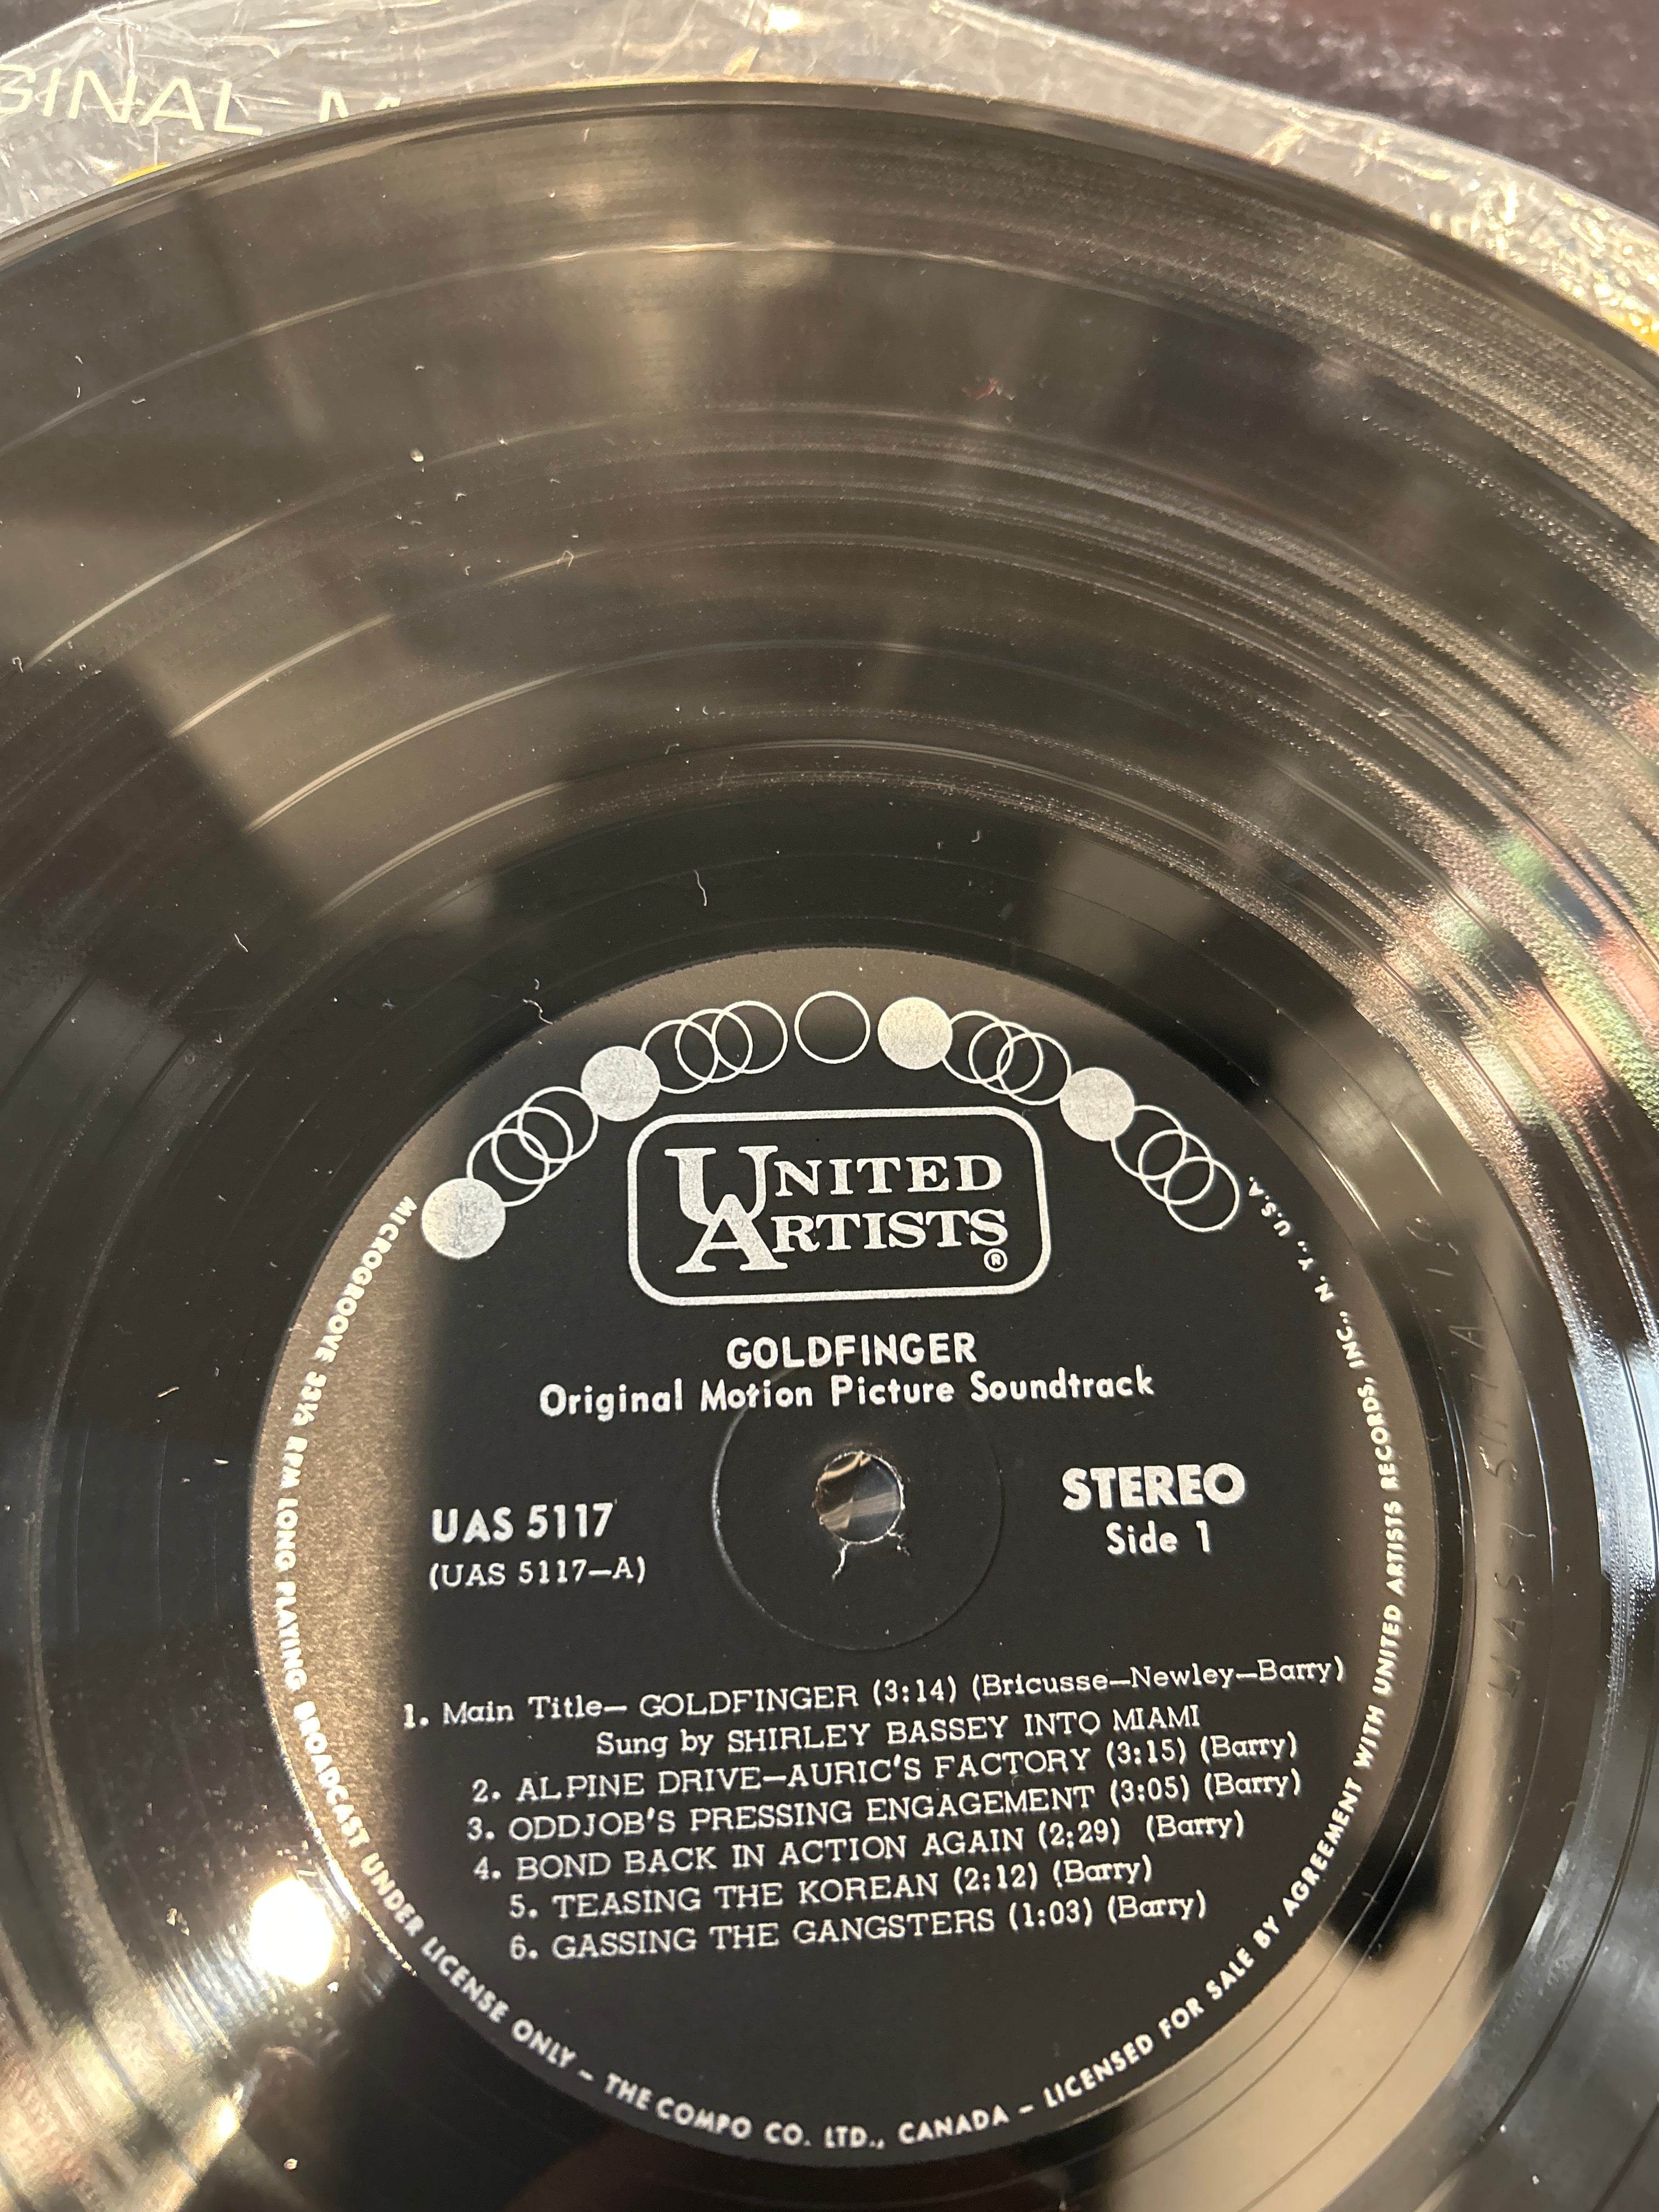 GINAL M
UNITED
ARTISTS
®
GOLDFINGER
Original Motion Picture Soundtrack
UAS 5117
(UAS 5117—A)
STEREO
Side 1
1. Main Title— GOLDFINGER (3:14) (Bricusse—Newley—Barry)
Sung by SHIRLEY BASSEY INTO MIAMI
2. ALPINE DRIVE—AURIC'S FACTORY (3:15) (Barry)
3. ODDJOB'S PRESSING ENGAGEMENT (3:05) (Barry)
4. BOND BACK IN ACTION AGAIN (2:29) (Barry)
5. TEASING THE KOREAN (2:12) (Barry)
6. GASSING THE GANGSTERS (1:03) (Barry)
MICROGROOVE 33⅓ RPM LONG PLAYING BROADCAST UNDER LICENSE ONLY – THE COMPO CO. LTD., CANADA – LICENSED FOR SALE BY AGREEMENT WITH UNITED ARTISTS RECORDS, INC., N. Y., U.S.A.